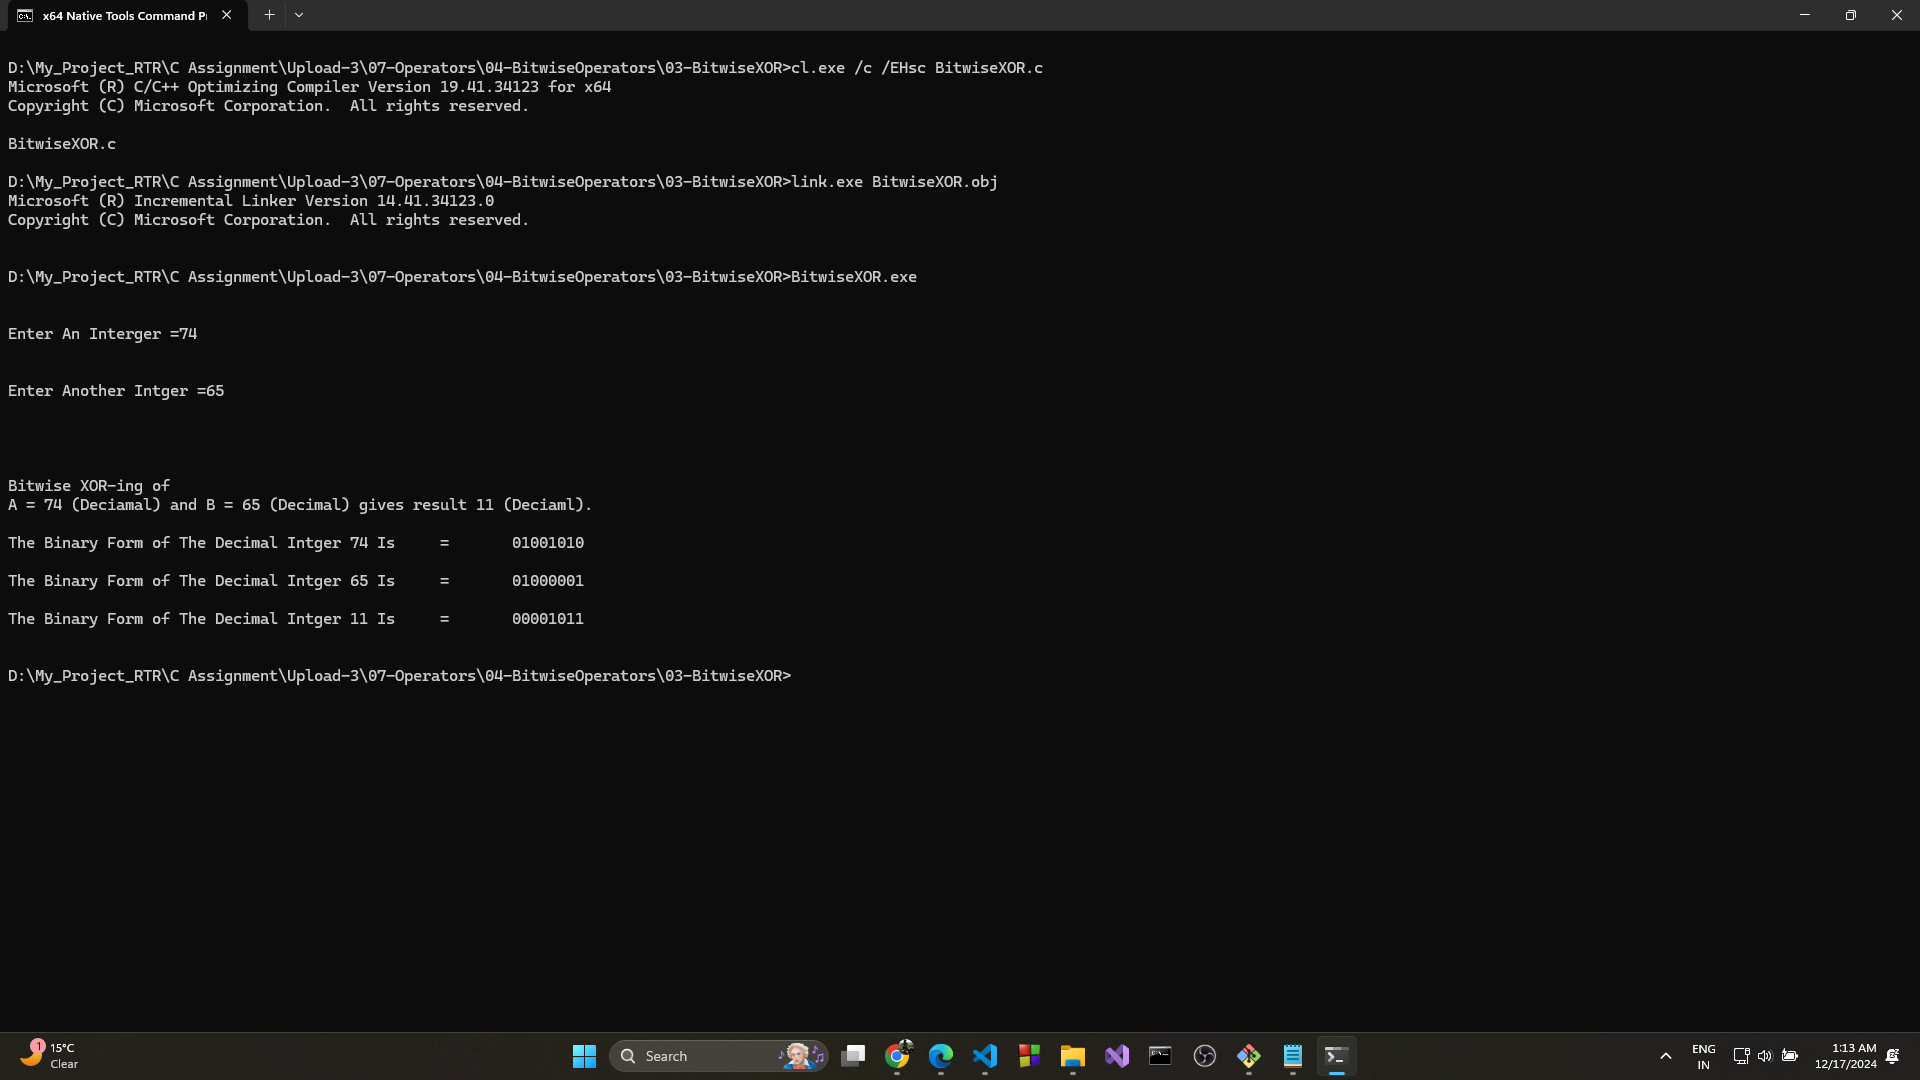 x64 Native Tools Command P
D:\My_Project_RTR\C Assignment\Upload-3\07-Operators\04-BitwiseOperators\03-BitwiseXOR>cl.exe /c /EHsc BitwiseXOR.c
Microsoft (R) C/C++ Optimizing Compiler Version 19.41.34123 for x64
Copyright (C) Microsoft Corporation.  All rights reserved.
BitwiseXOR.c
D:\My_Project_RTR\C Assignment\Upload-3\07-Operators\04-BitwiseOperators\03-BitwiseXOR>link.exe BitwiseXOR.obj
Microsoft (R) Incremental Linker Version 14.41.34123.0
Copyright (C) Microsoft Corporation.  All rights reserved.
D:\My_Project_RTR\C Assignment\Upload-3\07-Operators\04-BitwiseOperators\03-BitwiseXOR>BitwiseXOR.exe
Enter An Interger =74
Enter Another Intger =65
Bitwise XOR-ing of
A = 74 (Deciamal) and B = 65 (Decimal) gives result 11 (Deciaml).
The Binary Form of The Decimal Intger 74 Is     =       01001010
The Binary Form of The Decimal Intger 65 Is     =       01000001
The Binary Form of The Decimal Intger 11 Is     =       00001011
D:\My_Project_RTR\C Assignment\Upload-3\07-Operators\04-BitwiseOperators\03-BitwiseXOR>
1
15°C
Clear
Search
ENG
IN
1:13 AM
12/17/2024